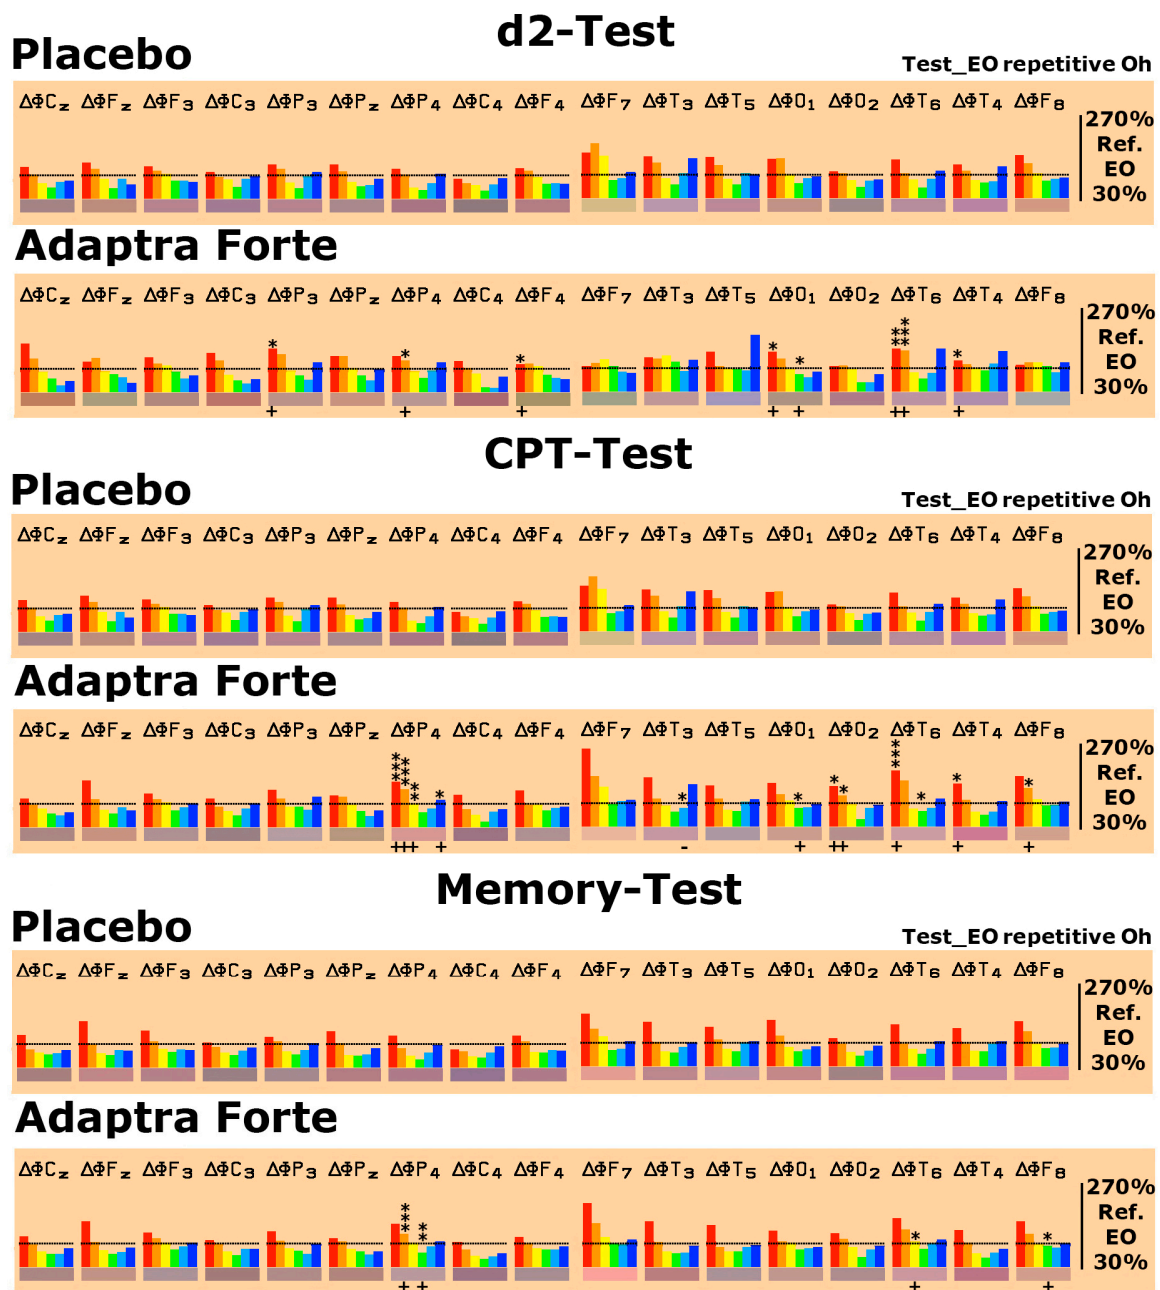 d2-Test
Placebo
Test_EO repetitive Oh
ΔΦCz ΔΦFz ΔΦF3 ΔΦC3 ΔΦP3 ΔΦPz ΔΦP4 ΔΦC4 ΔΦF4 ΔΦF7 ΔΦT3 ΔΦT5 ΔΦO1 ΔΦO2 ΔΦT6 ΔΦT4 ΔΦF8
270%
Ref.
EO
30%
Adaptra Forte
ΔΦCz ΔΦFz ΔΦF3 ΔΦC3 ΔΦP3 ΔΦPz ΔΦP4 ΔΦC4 ΔΦF4 ΔΦF7 ΔΦT3 ΔΦT5 ΔΦO1 ΔΦO2 ΔΦT6 ΔΦT4 ΔΦF8
270%
Ref.
EO
30%
* * * * * ****** *
+ + + + + ++ +
CPT-Test
Placebo
Test_EO repetitive Oh
ΔΦCz ΔΦFz ΔΦF3 ΔΦC3 ΔΦP3 ΔΦPz ΔΦP4 ΔΦC4 ΔΦF4 ΔΦF7 ΔΦT3 ΔΦT5 ΔΦO1 ΔΦO2 ΔΦT6 ΔΦT4 ΔΦF8
270%
Ref.
EO
30%
Adaptra Forte
ΔΦCz ΔΦFz ΔΦF3 ΔΦC3 ΔΦP3 ΔΦPz ΔΦP4 ΔΦC4 ΔΦF4 ΔΦF7 ΔΦT3 ΔΦT5 ΔΦO1 ΔΦO2 ΔΦT6 ΔΦT4 ΔΦF8
270%
Ref.
EO
30%
*** *** ** * * * * * *** * * *
+++ + - + ++ + + +
Memory-Test
Placebo
Test_EO repetitive Oh
ΔΦCz ΔΦFz ΔΦF3 ΔΦC3 ΔΦP3 ΔΦPz ΔΦP4 ΔΦC4 ΔΦF4 ΔΦF7 ΔΦT3 ΔΦT5 ΔΦO1 ΔΦO2 ΔΦT6 ΔΦT4 ΔΦF8
270%
Ref.
EO
30%
Adaptra Forte
ΔΦCz ΔΦFz ΔΦF3 ΔΦC3 ΔΦP3 ΔΦPz ΔΦP4 ΔΦC4 ΔΦF4 ΔΦF7 ΔΦT3 ΔΦT5 ΔΦO1 ΔΦO2 ΔΦT6 ΔΦT4 ΔΦF8
270%
Ref.
EO
30%
*** ** * *
+ + + +